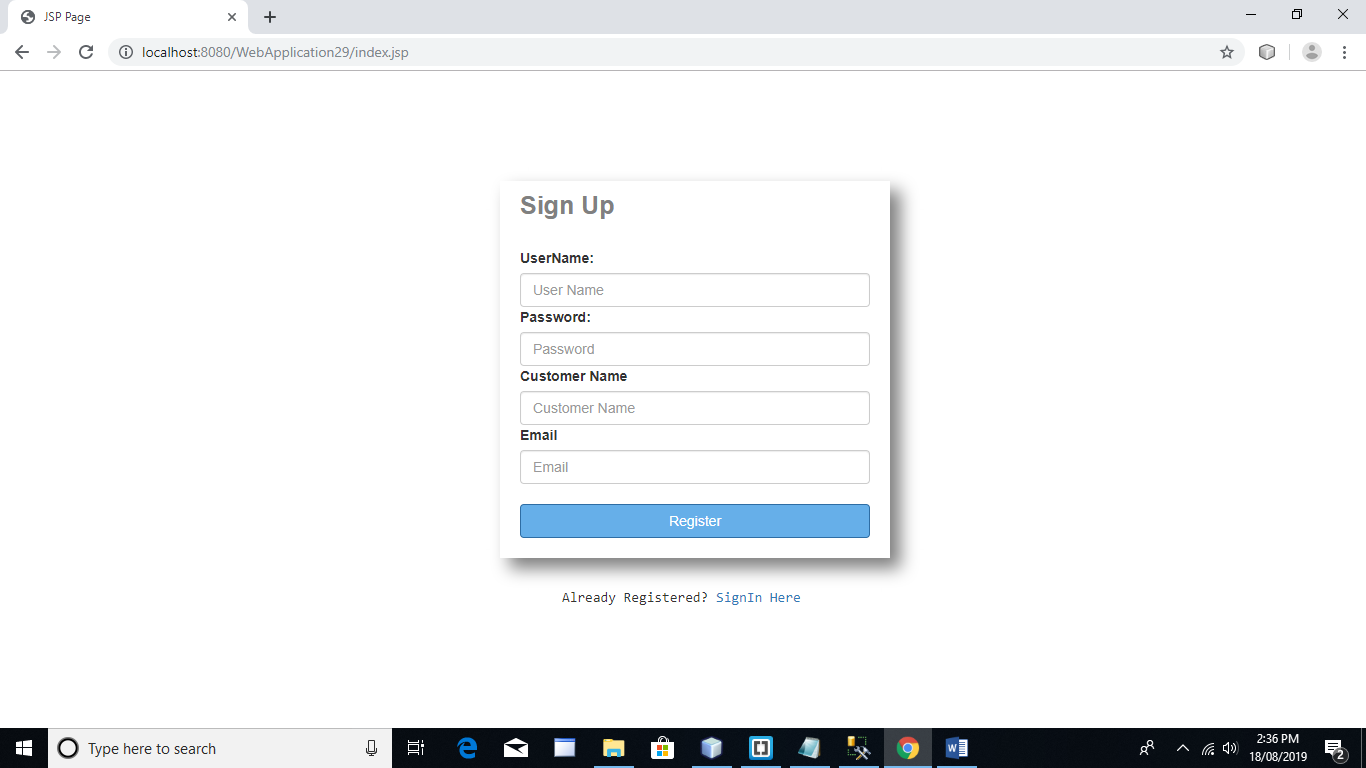 JSP Page
localhost:8080/WebApplication29/index.jsp
Sign Up
UserName:
User Name
Password:
Password
Customer Name
Customer Name
Email
Email
Register
Already Registered? SignIn Here
Type here to search
2:36 PM
18/08/2019
2